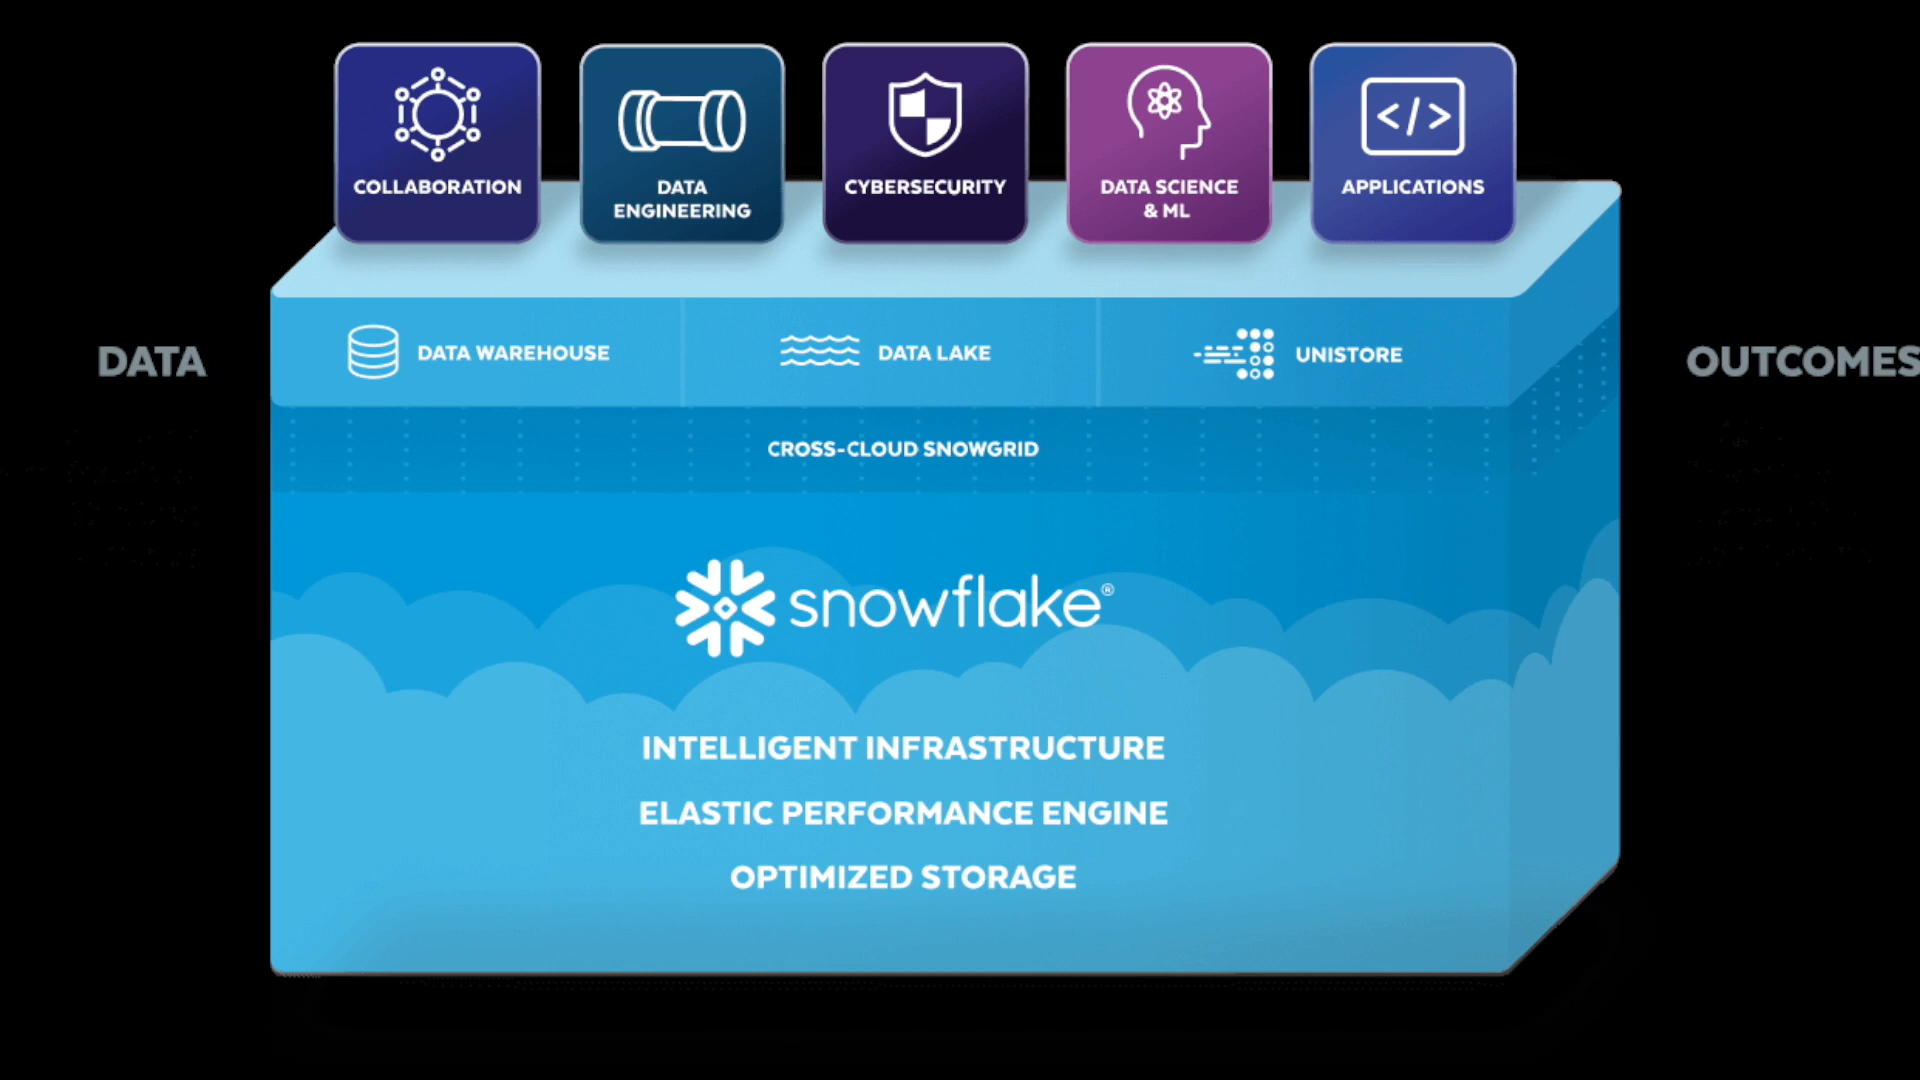 COLLABORATION
DATA
ENGINEERING
CYBERSECURITY
DATA SCIENCE
& ML
APPLICATIONS
DATA
DATA WAREHOUSE
DATA LAKE
UNISTORE
OUTCOMES
CROSS-CLOUD SNOWGRID
snowflake®
INTELLIGENT INFRASTRUCTURE
ELASTIC PERFORMANCE ENGINE
OPTIMIZED STORAGE